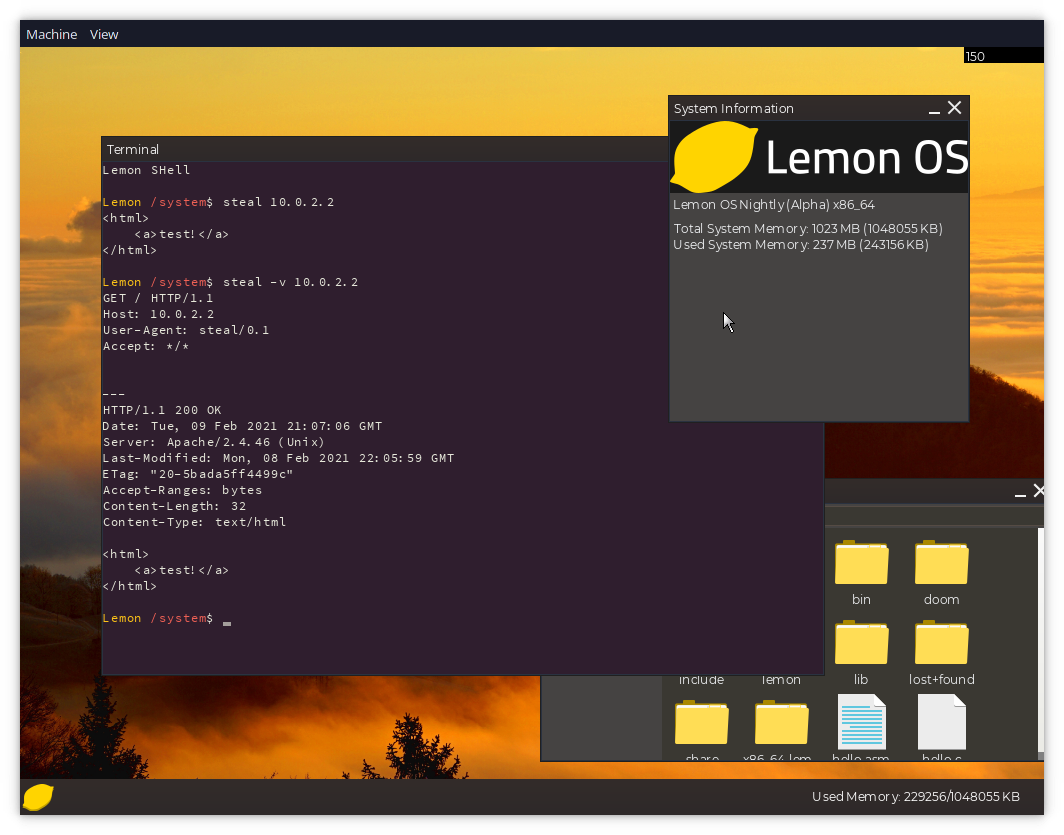 Machine View
150
System Information
Lemon OS
Lemon OS Nightly (Alpha) x86_64
Total System Memory: 1023 MB (1048055 KB)
Used System Memory: 237 MB (243156 KB)
Terminal
Lemon SHell
Lemon /system$ steal 10.0.2.2
<html>
    <a>test!</a>
</html>
Lemon /system$ steal -v 10.0.2.2
GET / HTTP/1.1
Host: 10.0.2.2
User-Agent: steal/0.1
Accept: */*
---
HTTP/1.1 200 OK
Date: Tue, 09 Feb 2021 21:07:06 GMT
Server: Apache/2.4.46 (Unix)
Last-Modified: Mon, 08 Feb 2021 22:05:59 GMT
ETag: "20-5bada5ff4499c"
Accept-Ranges: bytes
Content-Length: 32
Content-Type: text/html
<html>
    <a>test!</a>
</html>
Lemon /system$
bin doom
include lemon lib lost+found
share x86_64 lem hello.asm hello.c
Used Memory: 229256/1048055 KB